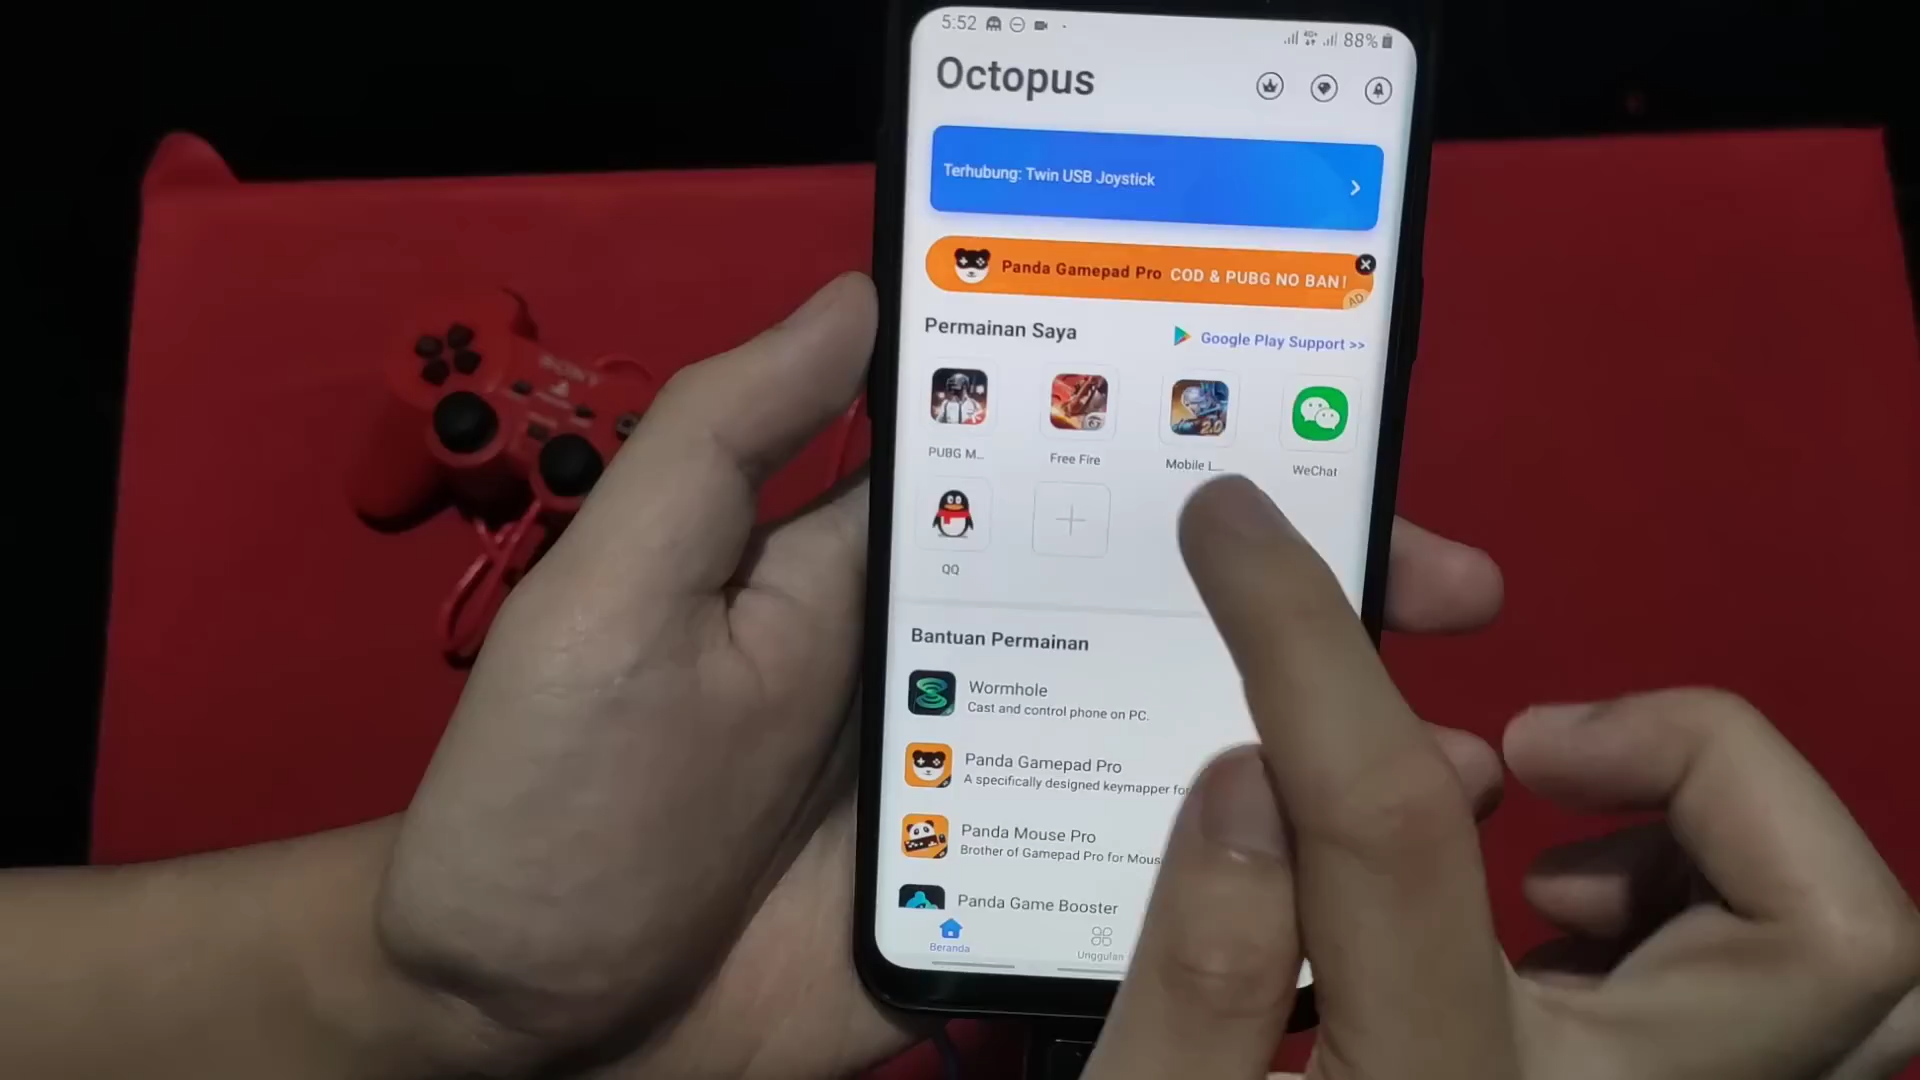 5:52
4G+
88%
Octopus
Terhubung: Twin USB Joystick
Panda Gamepad Pro COD & PUBG NO BAN!
AD
Permainan Saya
Google Play Support >>
2.0
PUBG M...
Free Fire
Mobile L...
WeChat
QQ
Bantuan Permainan
Wormhole
Cast and control phone on PC.
Panda Gamepad Pro
A specifically designed keymapper for
Panda Mouse Pro
Brother of Gamepad Pro for Mous
Panda Game Booster
Beranda
Unggulan